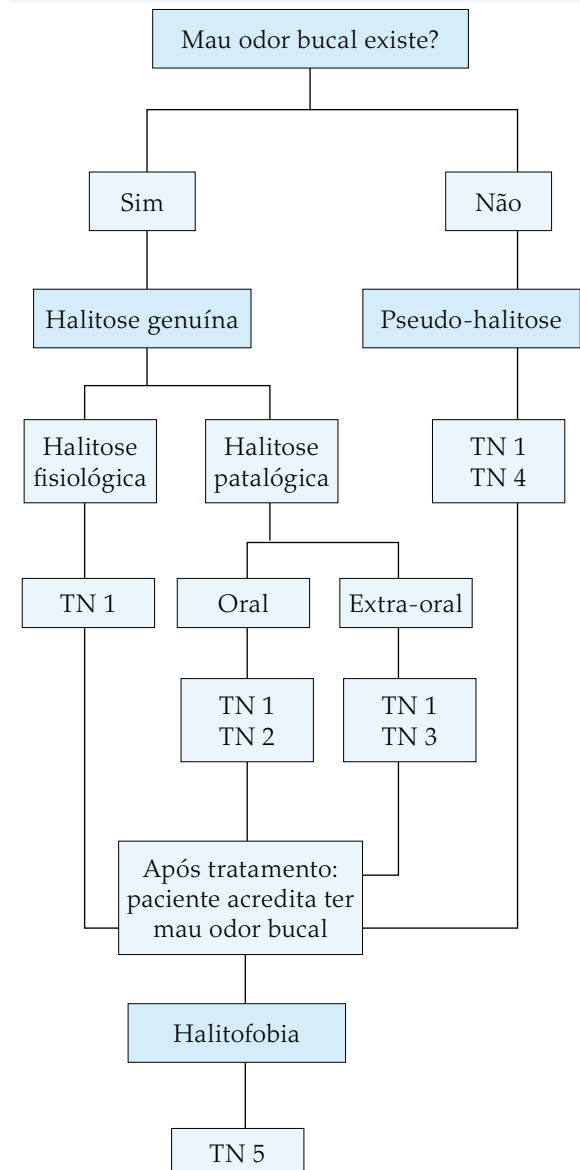 Mau odor bucal existe?
Sim
Não
Halitose genuína
Pseudo-halitose
Halitose
fisiológica
Halitose
patalógica
TN 1
TN 4
TN 1
Oral
Extra-oral
TN 1
TN 2
TN 1
TN 3
Após tratamento:
paciente acredita ter
mau odor bucal
Halitofobia
TN 5